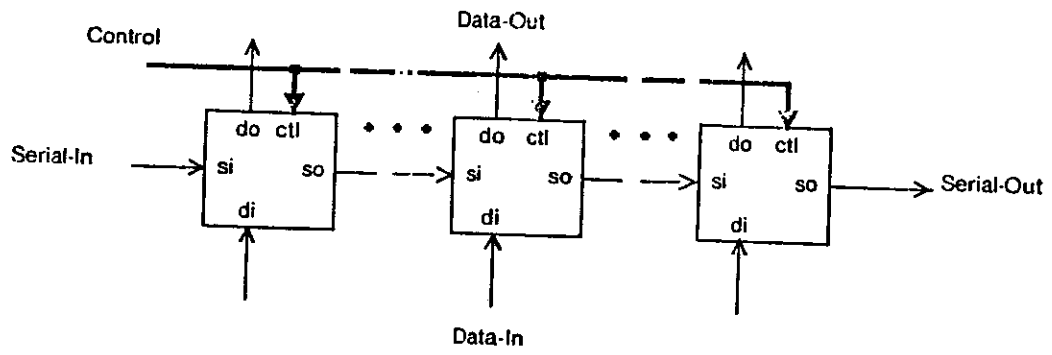 Data-Out
Control
do ctl do ctl do ctl
Serial-In si so si so si so Serial-Out
di di di
Data-In